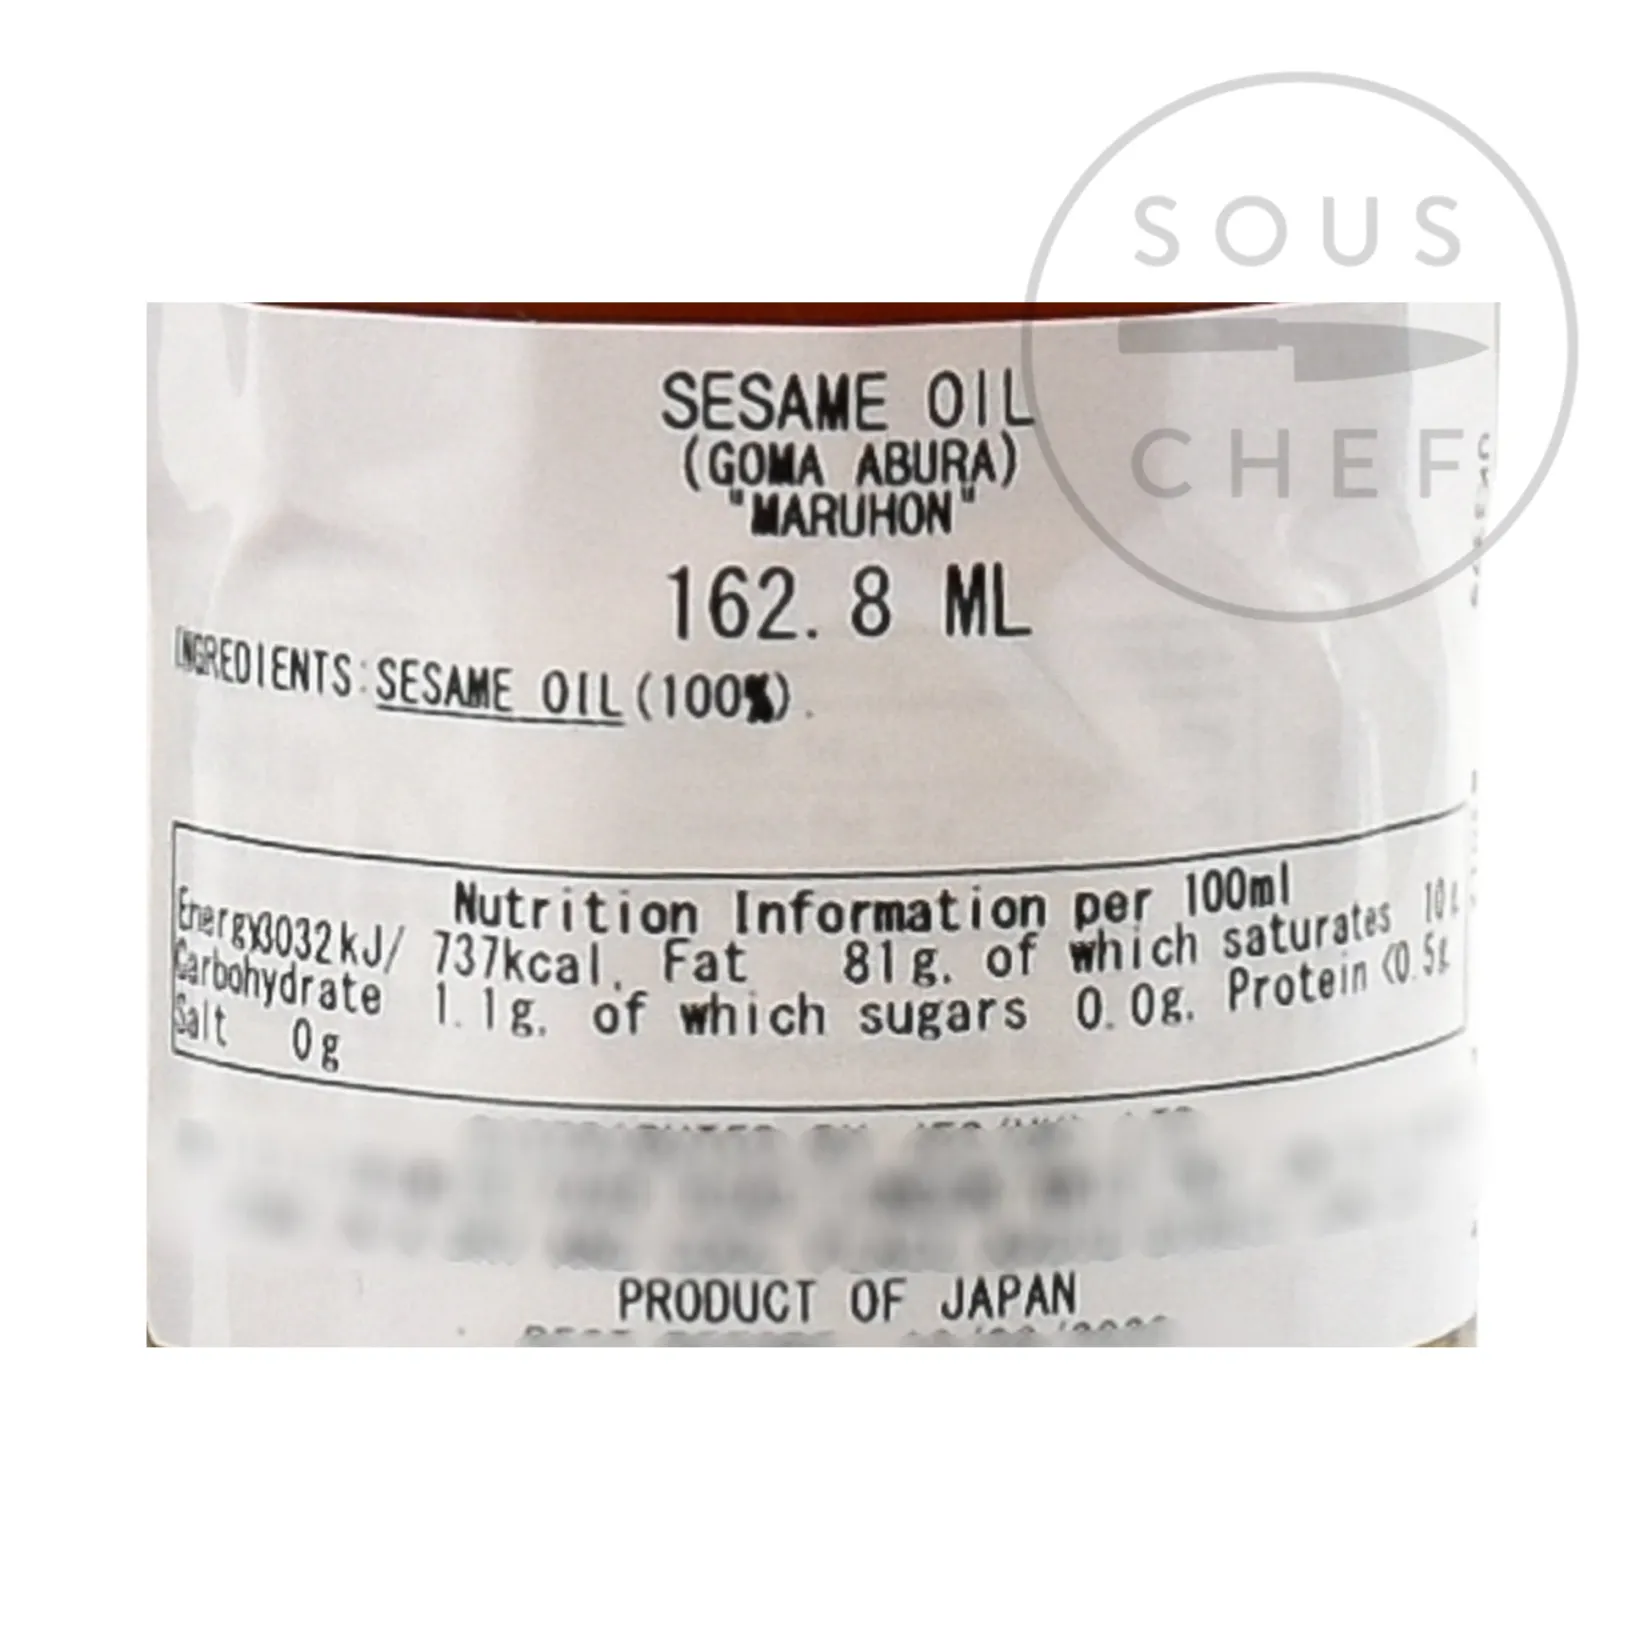 SOUS
CHEF
SESAME OIL
(GOMA ABURA)
"MARUHON"
162.8 ML
INGREDIENTS:SESAME OIL(100%).
Nutrition Information per 100ml
Energy3032kJ/ 737kcal. Fat 81g. of which saturates
Carbohydrate 1.1g. of which sugars 0.0g. Protein <0.5g.
Salt 0g
PRODUCT OF JAPAN